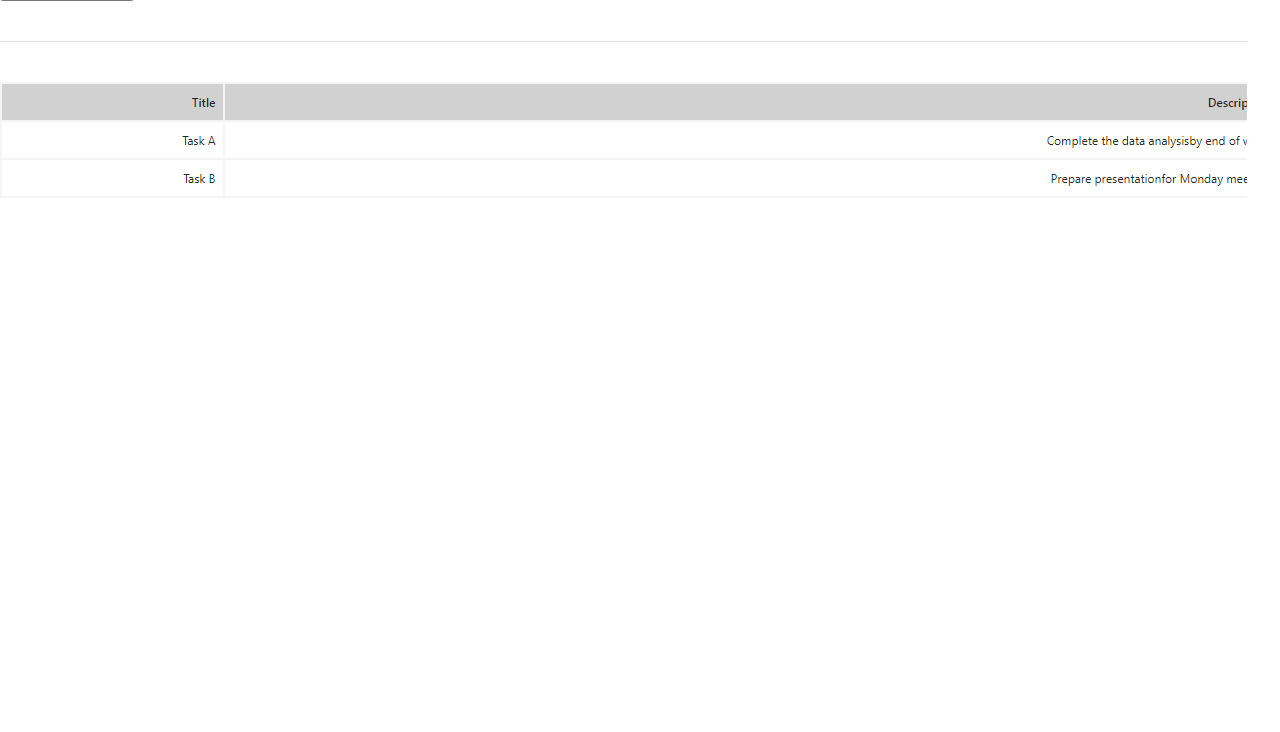 Title Descrip
Task A Complete the data analysisby end of
Task B Prepare presentationfor Monday mee